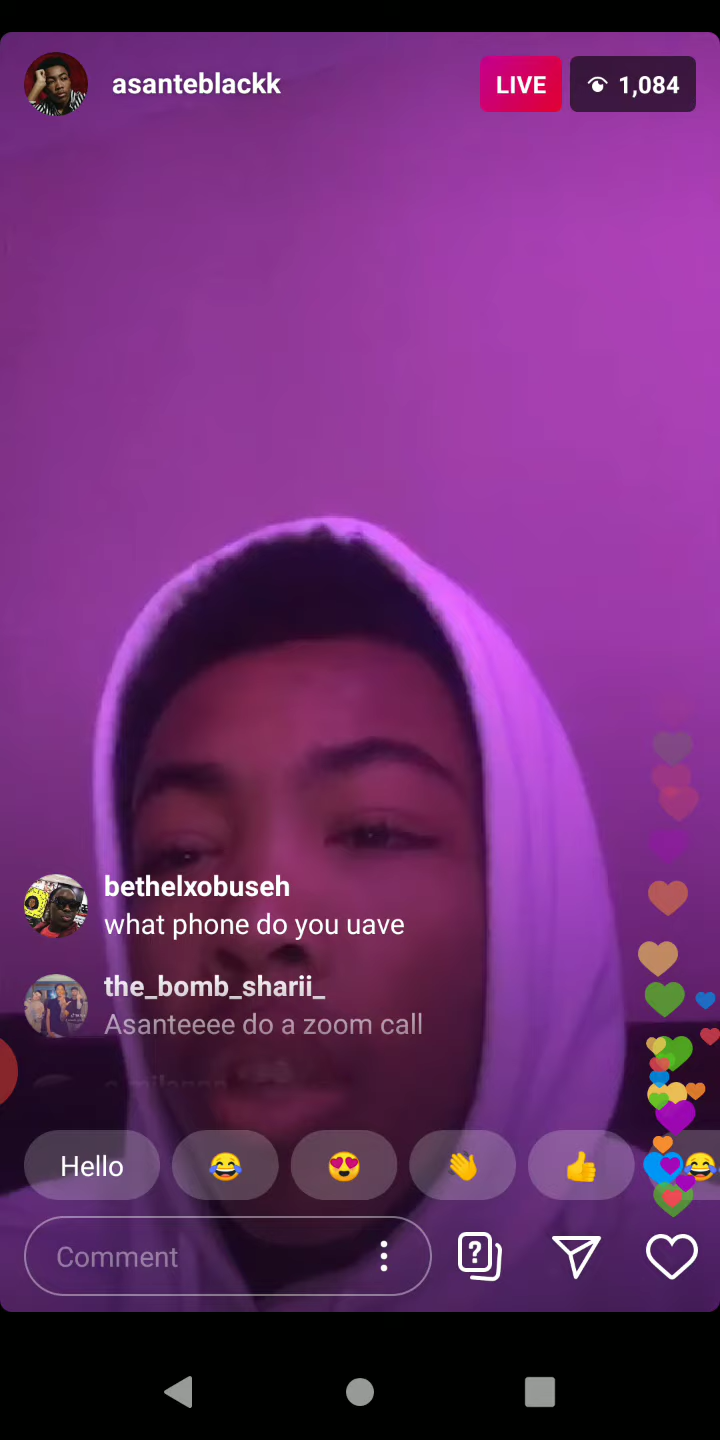 asanteblackk
LIVE
1,084
bethelxobuseh
what phone do you uave
the_bomb_sharii_
Asanteeee do a zoom call
Hello
Comment